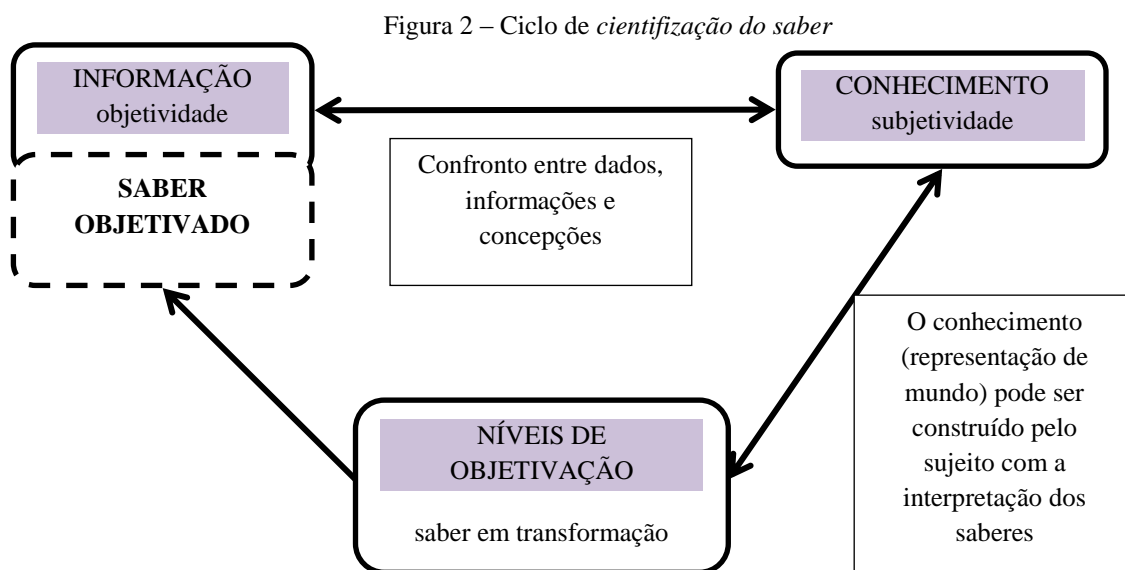 Figura 2 – Ciclo de cientifização do saber
INFORMAÇÃO
objetividade
SABER
OBJETIVADO
CONHECIMENTO
subjetividade
Confronto entre dados,
informações e
concepções
O conhecimento
(representação de
mundo) pode ser
construído pelo
sujeito com a
interpretação dos
saberes
NÍVEIS DE
OBJETIVAÇÃO
saber em transformação